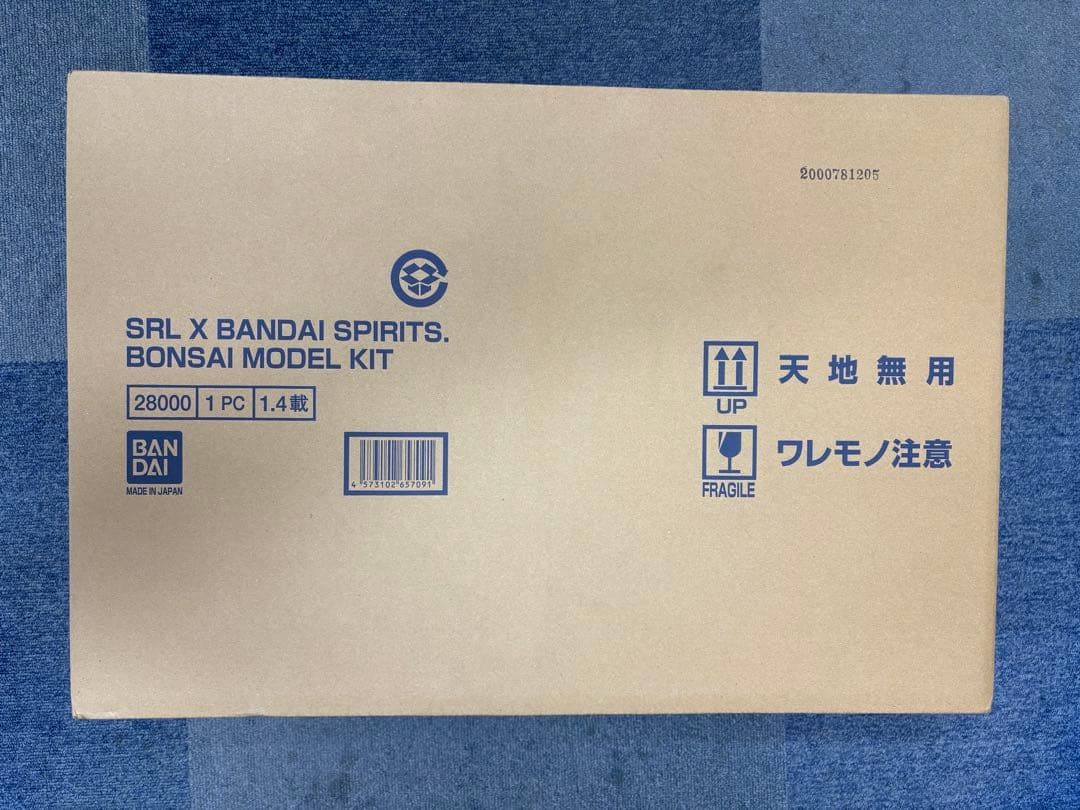 2000781205
SRL X BANDAI SPIRITS.
BONSAI MODEL KIT
28000 1 PC 1.4載
BAN
DAI
MADE IN JAPAN
4 573102 657091
UP
天地無用
FRAGILE
ワレモノ注意